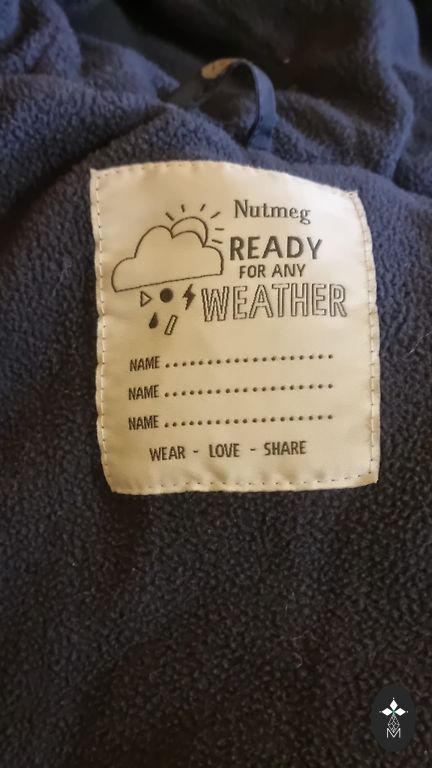 Nutmeg
READY
FOR ANY
WEATHER
NAME..........................
NAME..........................
NAME..........................
WEAR - LOVE - SHARE
M